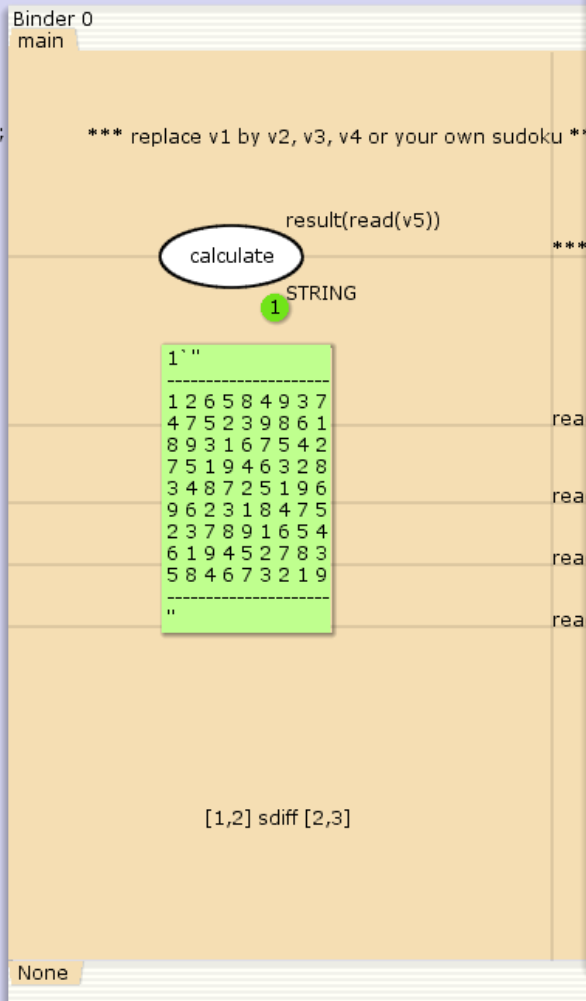 Binder 0
main
*** replace v1 by v2, v3, v4 or your own sudoku **
result(read(v5))
calculate
***
STRING
1
1`"
---------------------
1 2 6 5 8 4 9 3 7
4 7 5 2 3 9 8 6 1
8 9 3 1 6 7 5 4 2
7 5 1 9 4 6 3 2 8
3 4 8 7 2 5 1 9 6
9 6 2 3 1 8 4 7 5
2 3 7 8 9 1 6 5 4
6 1 9 4 5 2 7 8 3
5 8 4 6 7 3 2 1 9
---------------------
"
rea
rea
rea
rea
[1,2] sdiff [2,3]
None